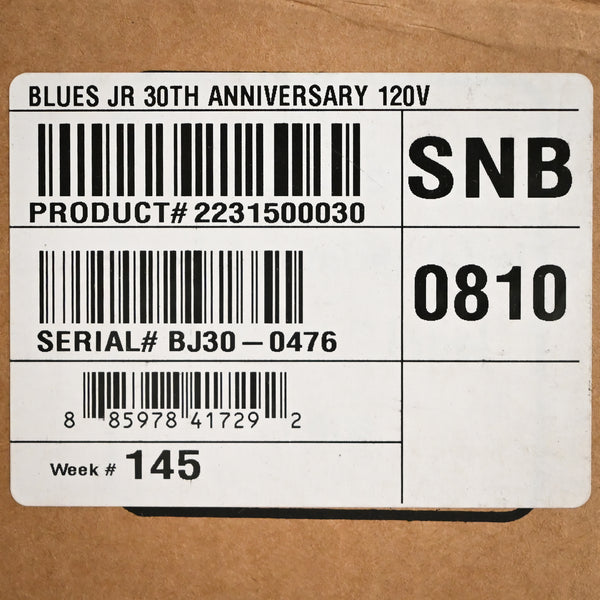 BLUES JR 30TH ANNIVERSARY 120V
PRODUCT# 2231500030
SNB
SERIAL# BJ30-0476
0810
8 85978 41729 2
Week # 145